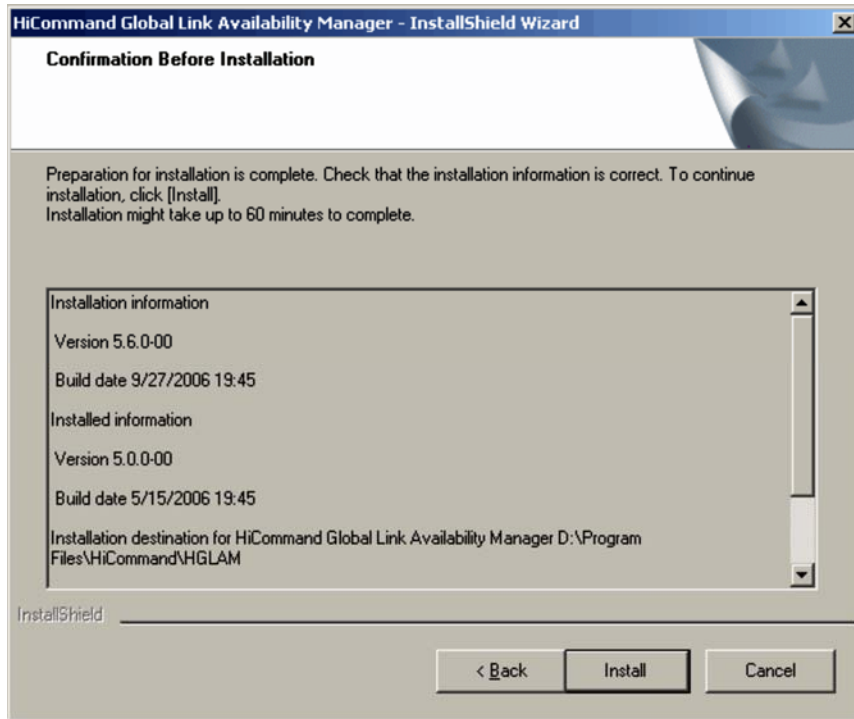 HiCommand Global Link Availability Manager - InstallShield Wizard
Confirmation Before Installation
Preparation for installation is complete. Check that the installation information is correct. To continue
installation, click [Install].
Installation might take up to 60 minutes to complete.
Installation information
Version 5.6.0-00
Build date 9/27/2006 19:45
Installed information
Version 5.0.0-00
Build date 5/15/2006 19:45
Installation destination for HiCommand Global Link Availability Manager D:\Program
Files\HiCommand\HGLAM
InstallShield
< Back
Install
Cancel